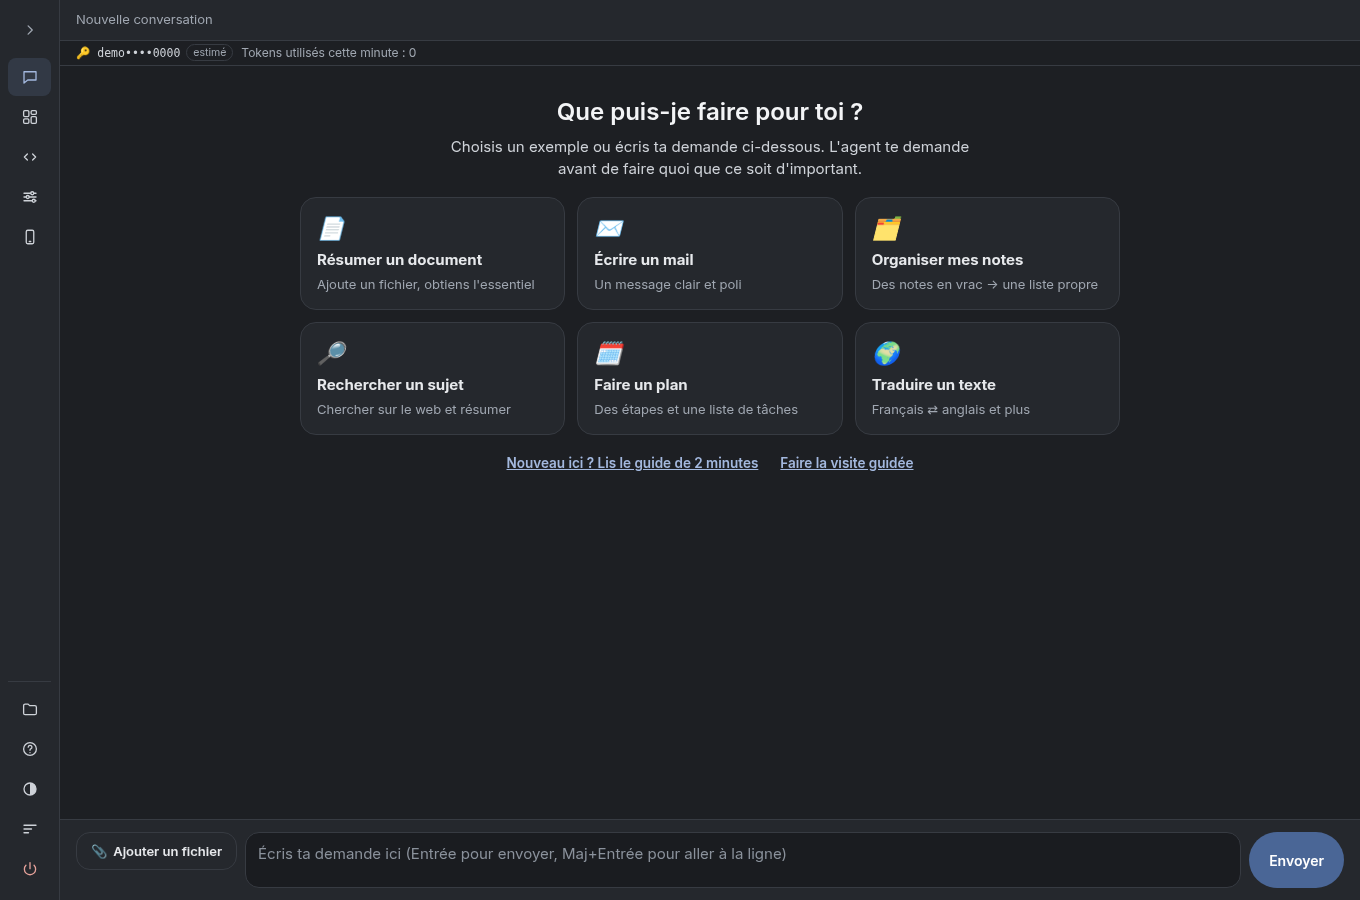 Nouvelle conversation
demo••••0000 estimé Tokens utilisés cette minute : 0
Que puis-je faire pour toi ?
Choisis un exemple ou écris ta demande ci-dessous. L'agent te demande
avant de faire quoi que ce soit d'important.
Résumer un document
Ajoute un fichier, obtiens l'essentiel
Écrire un mail
Un message clair et poli
Organiser mes notes
Des notes en vrac → une liste propre
Rechercher un sujet
Chercher sur le web et résumer
Faire un plan
Des étapes et une liste de tâches
Traduire un texte
Français ⇄ anglais et plus
Nouveau ici ? Lis le guide de 2 minutes Faire la visite guidée
Ajouter un fichier
Écris ta demande ici (Entrée pour envoyer, Maj+Entrée pour aller à la ligne)
Envoyer